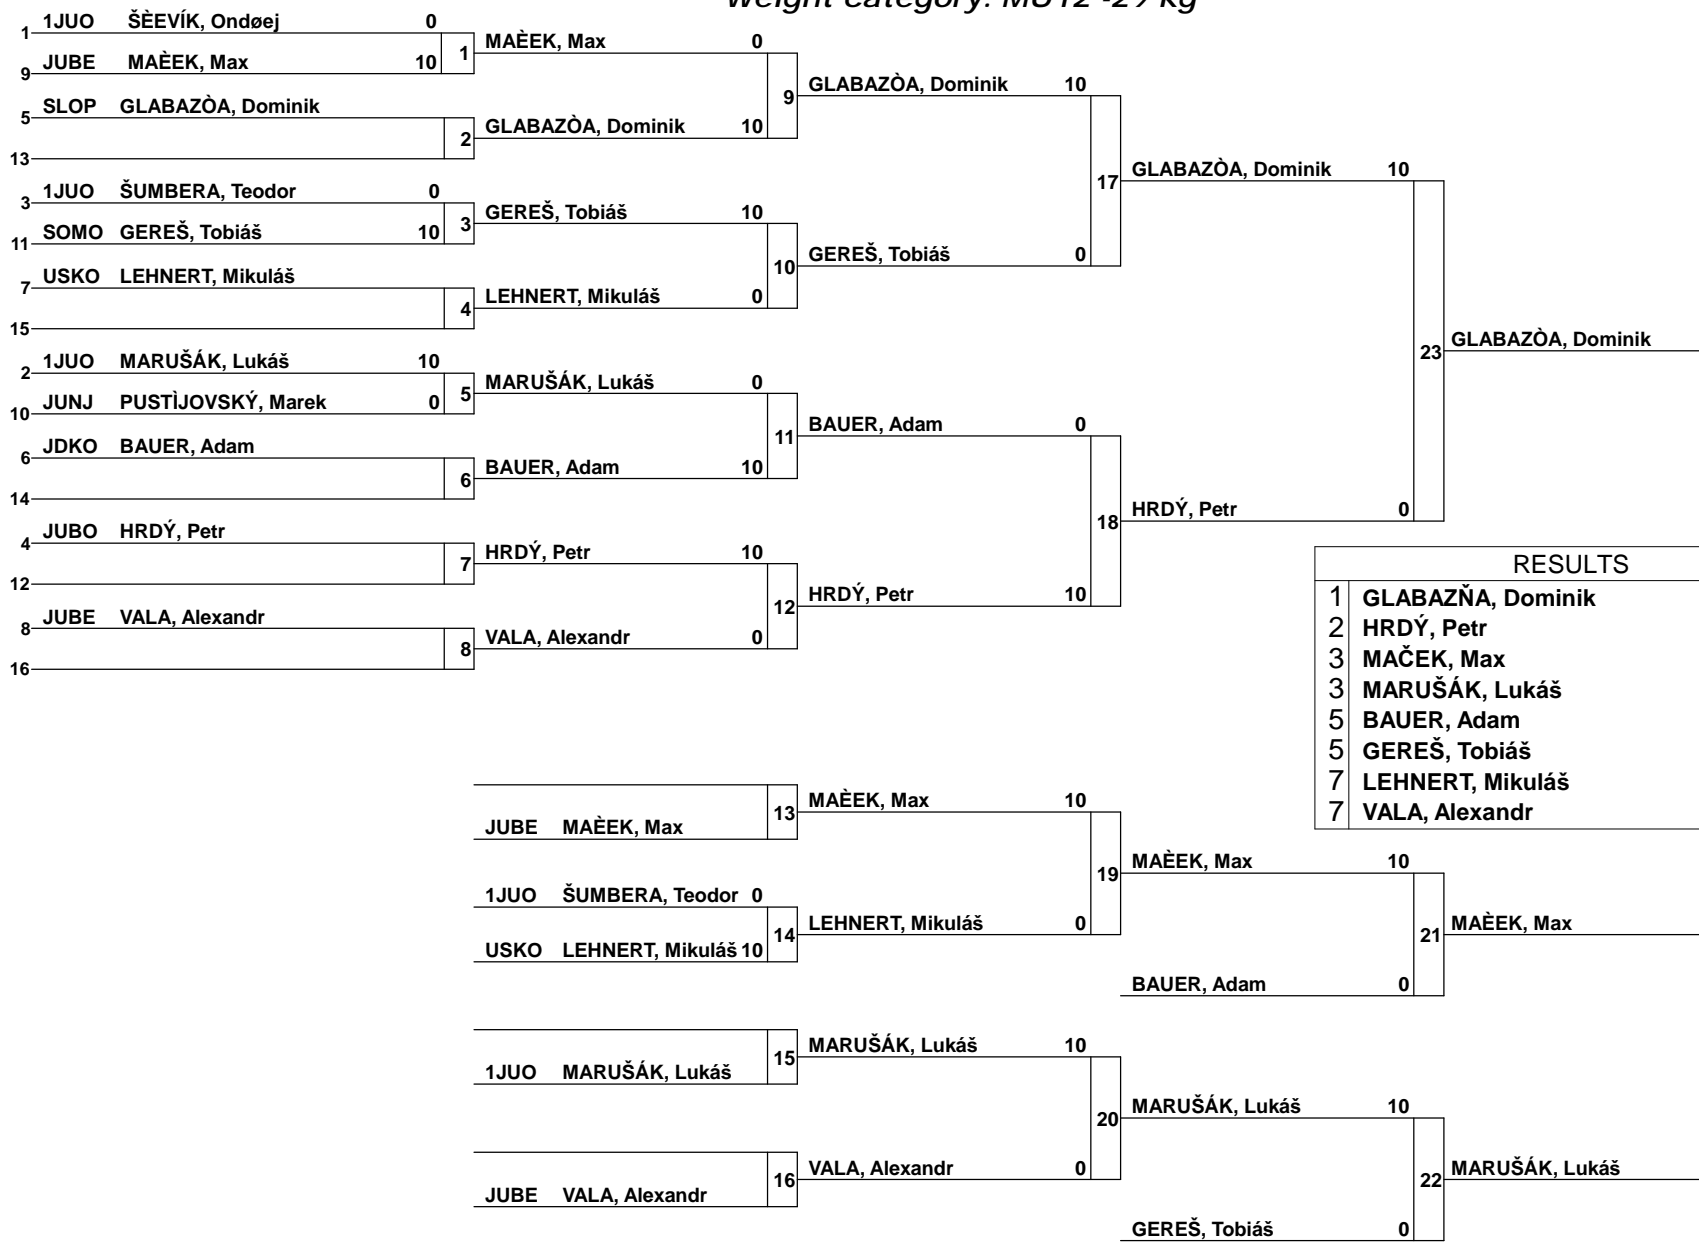 Weight category: MU12 -29 kg
1 1JUO ŠÈEVÍK, Ondøej 0
9 JUBE MAÈEK, Max 10
1
5 SLOP GLABAZÒA, Dominik
13
2
3 1JUO ŠUMBERA, Teodor 0
11 SOMO GEREŠ, Tobiáš 10
3
7 USKO LEHNERT, Mikuláš
15
4
2 1JUO MARUŠÁK, Lukáš 10
10 JUNJ PUSTÌJOVSKÝ, Marek 0
5
6 JDKO BAUER, Adam
14
6
4 JUBO HRDÝ, Petr
12
7
8 JUBE VALA, Alexandr
16
8
MAÈEK, Max 0
GLABAZÒA, Dominik 10
9
GEREŠ, Tobiáš 10
LEHNERT, Mikuláš 0
10
MARUŠÁK, Lukáš 0
BAUER, Adam 10
11
HRDÝ, Petr 10
VALA, Alexandr 0
12
GLABAZÒA, Dominik 10
GEREŠ, Tobiáš 0
17
BAUER, Adam 0
HRDÝ, Petr 10
18
GLABAZÒA, Dominik 10
HRDÝ, Petr 0
23
GLABAZÒA, Dominik
RESULTS
1 GLABAZŇA, Dominik
2 HRDÝ, Petr
3 MAČEK, Max
3 MARUŠÁK, Lukáš
5 BAUER, Adam
5 GEREŠ, Tobiáš
7 LEHNERT, Mikuláš
7 VALA, Alexandr
JUBE MAÈEK, Max
13
1JUO ŠUMBERA, Teodor 0
USKO LEHNERT, Mikuláš 10
14
MAÈEK, Max 10
LEHNERT, Mikuláš 0
19
MAÈEK, Max 10
BAUER, Adam 0
21
MAÈEK, Max
1JUO MARUŠÁK, Lukáš
15
JUBE VALA, Alexandr
16
MARUŠÁK, Lukáš 10
VALA, Alexandr 0
20
MARUŠÁK, Lukáš 10
GEREŠ, Tobiáš 0
22
MARUŠÁK, Lukáš